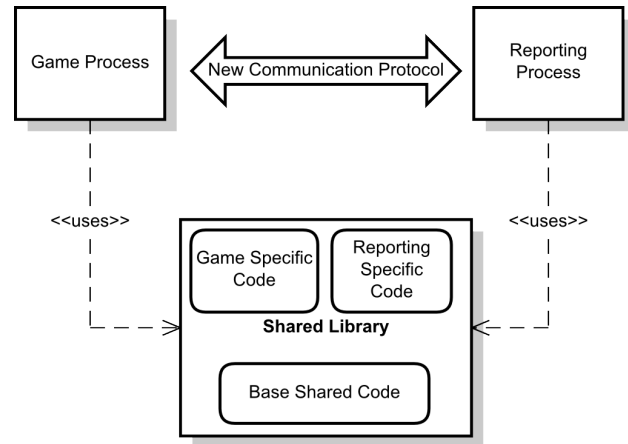 Game Process
New Communication Protocol
Reporting
Process
<<uses>>
<<uses>>
Game Specific
Code
Reporting
Specific
Code
Shared Library
Base Shared Code